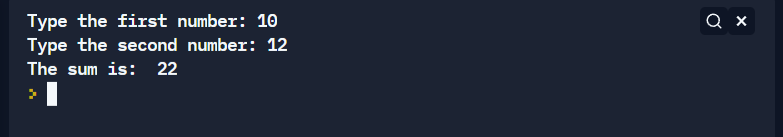 Type the first number: 10
Type the second number: 12
The sum is:  22
>